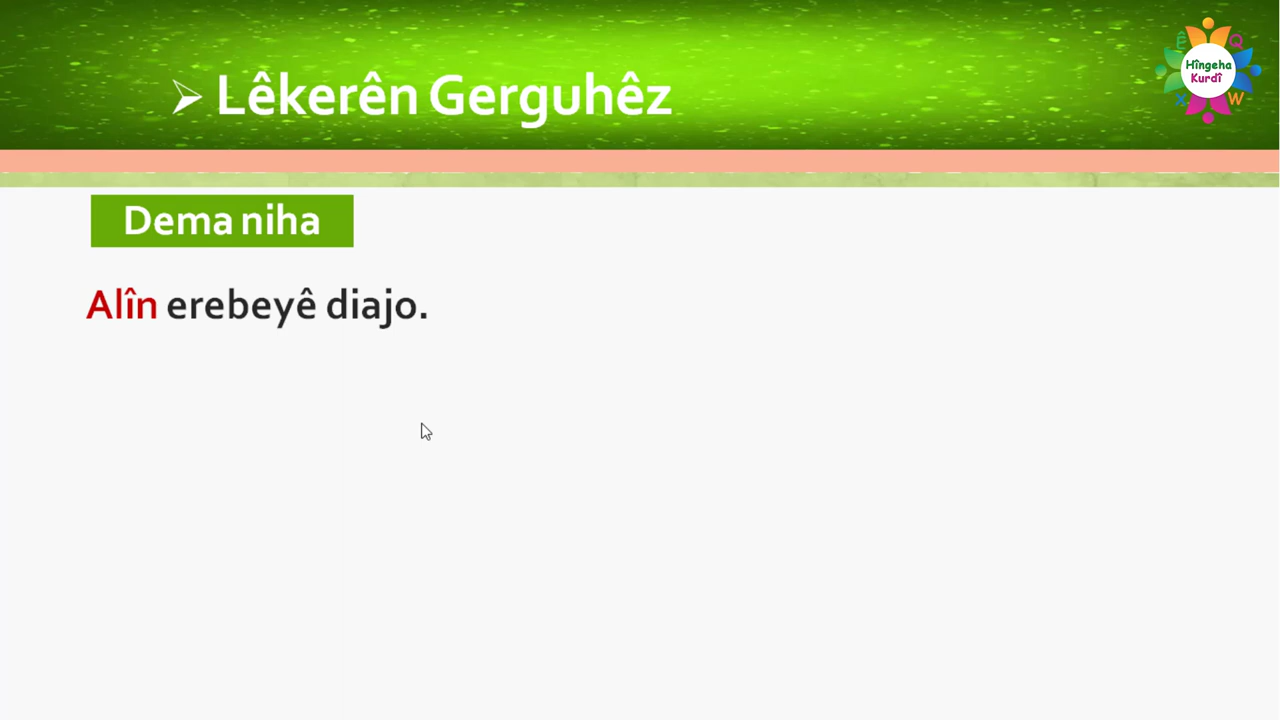 Lêkerên Gerguhêz
Hîngeha
Kurdî
Ê
Q
X
W
Dema niha
Alîn erebeyê diajo.